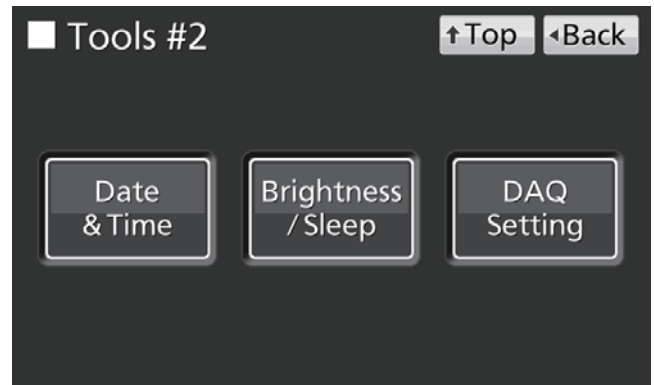 Tools #2
↑Top
◂Back
Date
& Time
Brightness
/ Sleep
DAQ
Setting